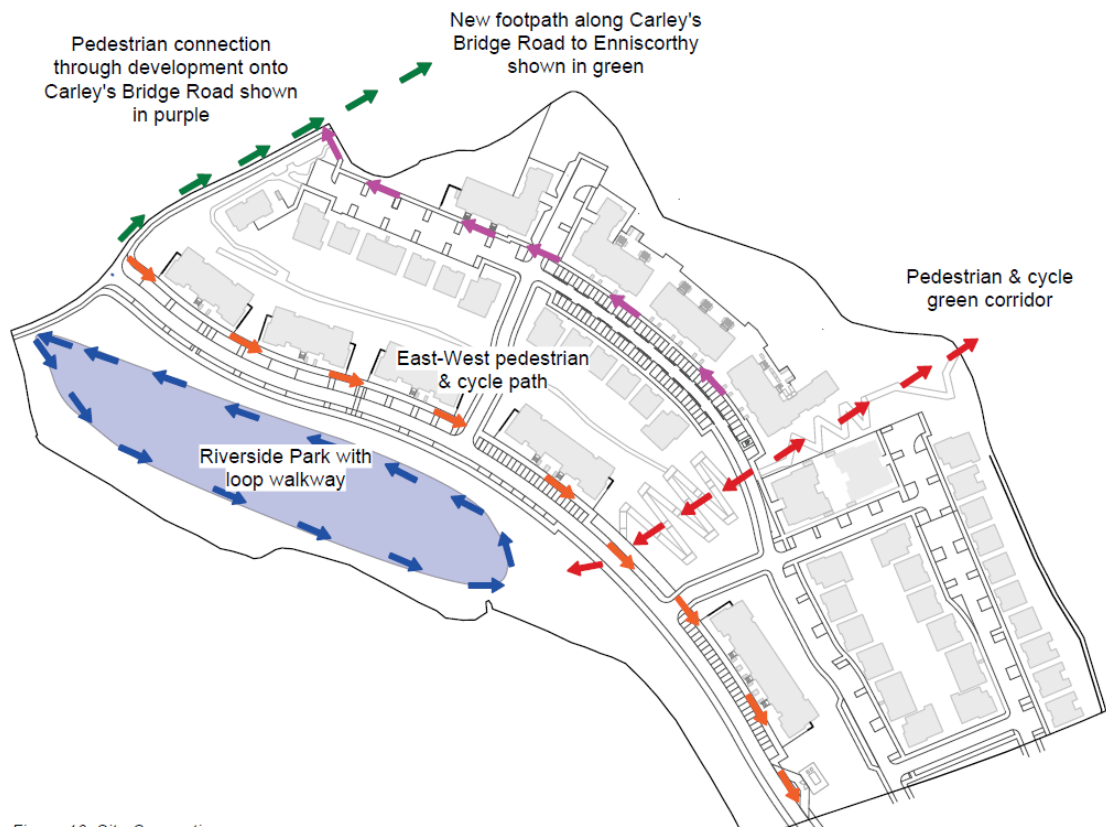 Pedestrian connection
through development onto
Carley's Bridge Road shown
in purple
New footpath along Carley's
Bridge Road to Enniscorthy
shown in green
Pedestrian & cycle
green corridor
East-West pedestrian
& cycle path
Riverside Park with
loop walkway